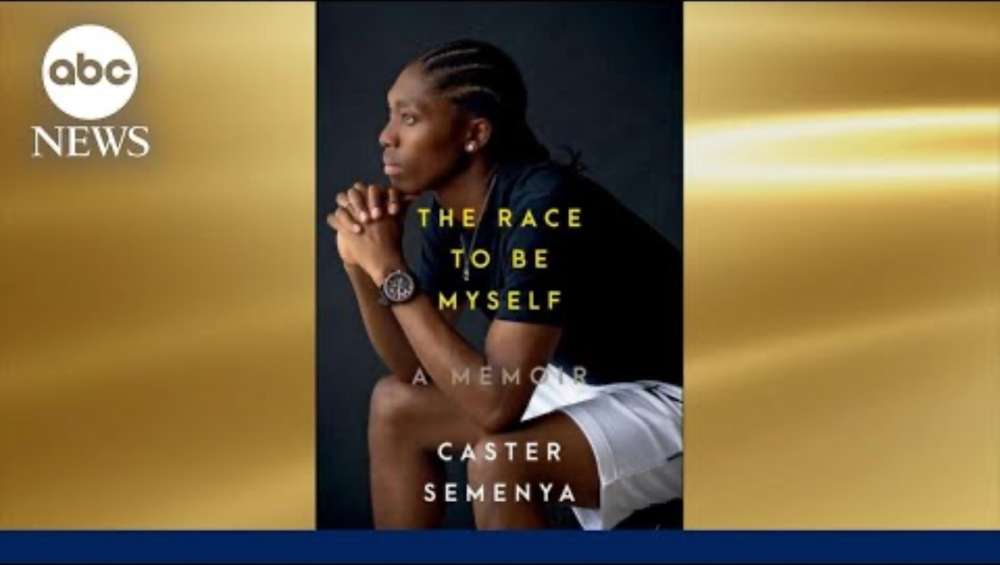 abc
NEWS
THE RACE
TO BE
MYSELF
A MEMOIR
CASTER
SEMENYA